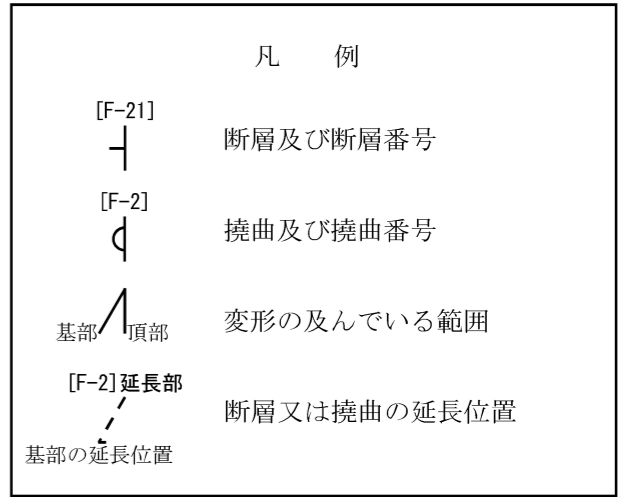 凡　例
[F-21]
断層及び断層番号
[F-2]
撓曲及び撓曲番号
基部 頂部
変形の及んでいる範囲
[F-2]延長部
断層又は撓曲の延長位置
基部の延長位置